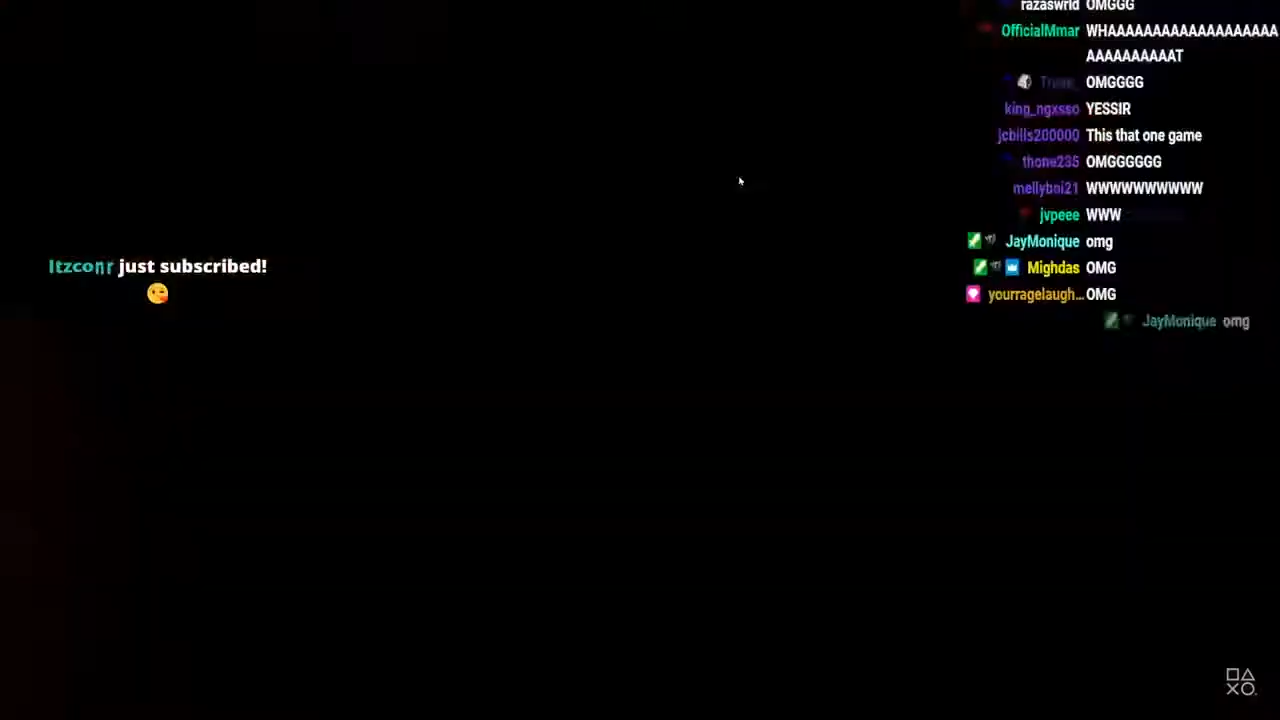 razaswrld OMGGG
OfficialMmar WHAAAAAAAAAAAAAAAAAAA
AAAAAAAAAAT
OMGGGG
king_ngxsso YESSIR
jcbills200000 This that one game
thone235 OMGGGGGG
mellyboi21 WWWWWWWWWW
jvpeee WWW
JayMonique omg
Itzconr just subscribed!
Mighdas OMG
yourragelaugh... OMG
JayMonique omg